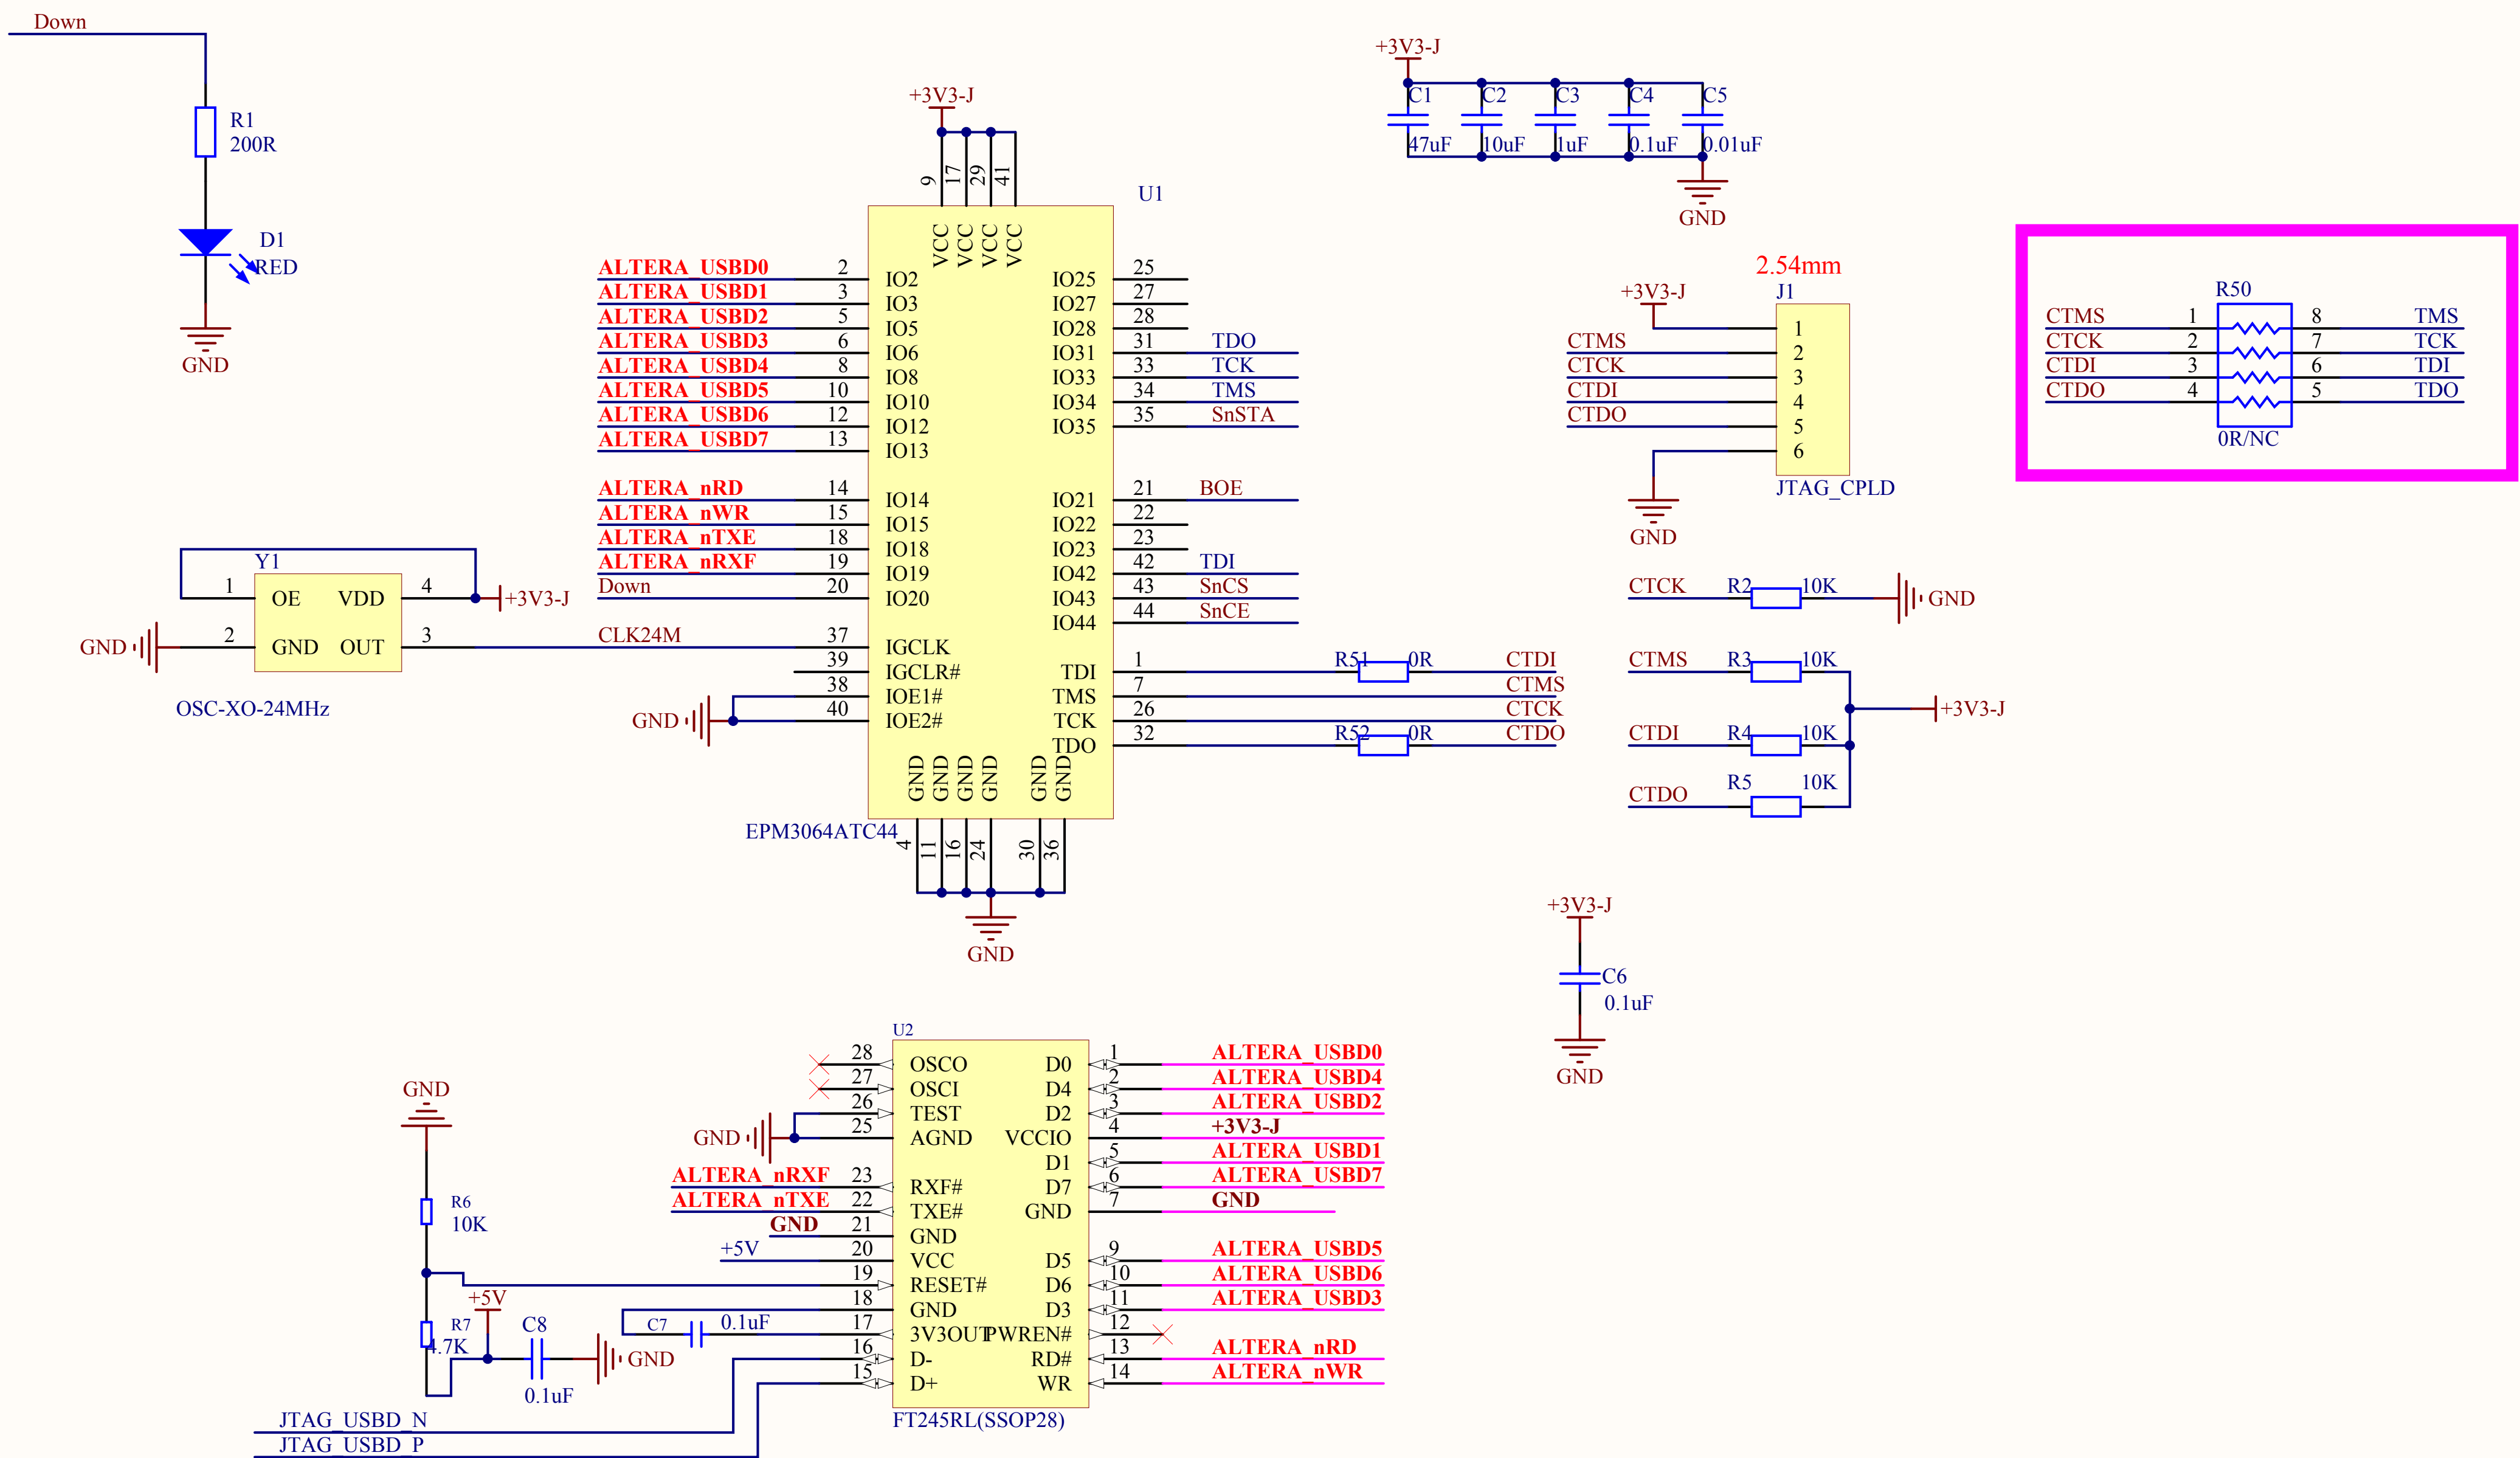 Down
R1
200R
D1
RED
GND
+3V3-J
9
17
29
41
VCC
VCC
VCC
VCC
U1
ALTERA_USBD0 2 IO2
ALTERA_USBD1 3 IO3
ALTERA_USBD2 5 IO5
ALTERA_USBD3 6 IO6
ALTERA_USBD4 8 IO8
ALTERA_USBD5 10 IO10
ALTERA_USBD6 12 IO12
ALTERA_USBD7 13 IO13
ALTERA_nRD 14 IO14
ALTERA_nWR 15 IO15
ALTERA_nTXE 18 IO18
ALTERA_nRXF 19 IO19
Down 20 IO20
CLK24M 37 IGCLK
39 IGCLR#
38 IOE1#
GND 40 IOE2#
IO25 25
IO27 27
IO28 28
IO31 31 TDO
IO33 33 TCK
IO34 34 TMS
IO35 35 SnSTA
IO21 21 BOE
IO22 22
IO23 23
IO42 42 TDI
IO43 43 SnCS
IO44 44 SnCE
TDI 1 R51 0R CTDI
TMS 7 CTMS
TCK 26 CTCK
TDO 32 R52 0R CTDO
GND
GND
GND
GND
GND
GND
EPM3064ATC44
4
11
16
24
30
36
GND
Y1
1 OE VDD 4 +3V3-J
GND 2 GND OUT 3
OSC-XO-24MHz
+3V3-J
C1 C2 C3 C4 C5
47uF 10uF 1uF 0.1uF 0.01uF
GND
2.54mm
J1
+3V3-J 1
CTMS 2
CTCK 3
CTDI 4
CTDO 5
6
JTAG_CPLD
GND
R50
CTMS 1 8 TMS
CTCK 2 7 TCK
CTDI 3 6 TDI
CTDO 4 5 TDO
0R/NC
CTCK R2 10K GND
CTMS R3 10K
+3V3-J
CTDI R4 10K
CTDO R5 10K
+3V3-J
C6
0.1uF
GND
U2
28 OSCO
27 OSCI
26 TEST
GND 25 AGND
ALTERA_nRXF 23 RXF#
ALTERA_nTXE 22 TXE#
GND 21 GND
+5V 20 VCC
19 RESET#
18 GND
C7 0.1uF 17 3V3OUT
16 D-
15 D+
D0 1 ALTERA_USBD0
D4 2 ALTERA_USBD4
D2 3 ALTERA_USBD2
VCCIO 4 +3V3-J
D1 5 ALTERA_USBD1
D7 6 ALTERA_USBD7
GND 7 GND
D5 9 ALTERA_USBD5
D6 10 ALTERA_USBD6
D3 11 ALTERA_USBD3
PWREN# 12
RD# 13 ALTERA_nRD
WR 14 ALTERA_nWR
FT245RL(SSOP28)
GND
R6
10K
R7
4.7K
+5V
C8
0.1uF
GND
JTAG_USBD_N
JTAG_USBD_P